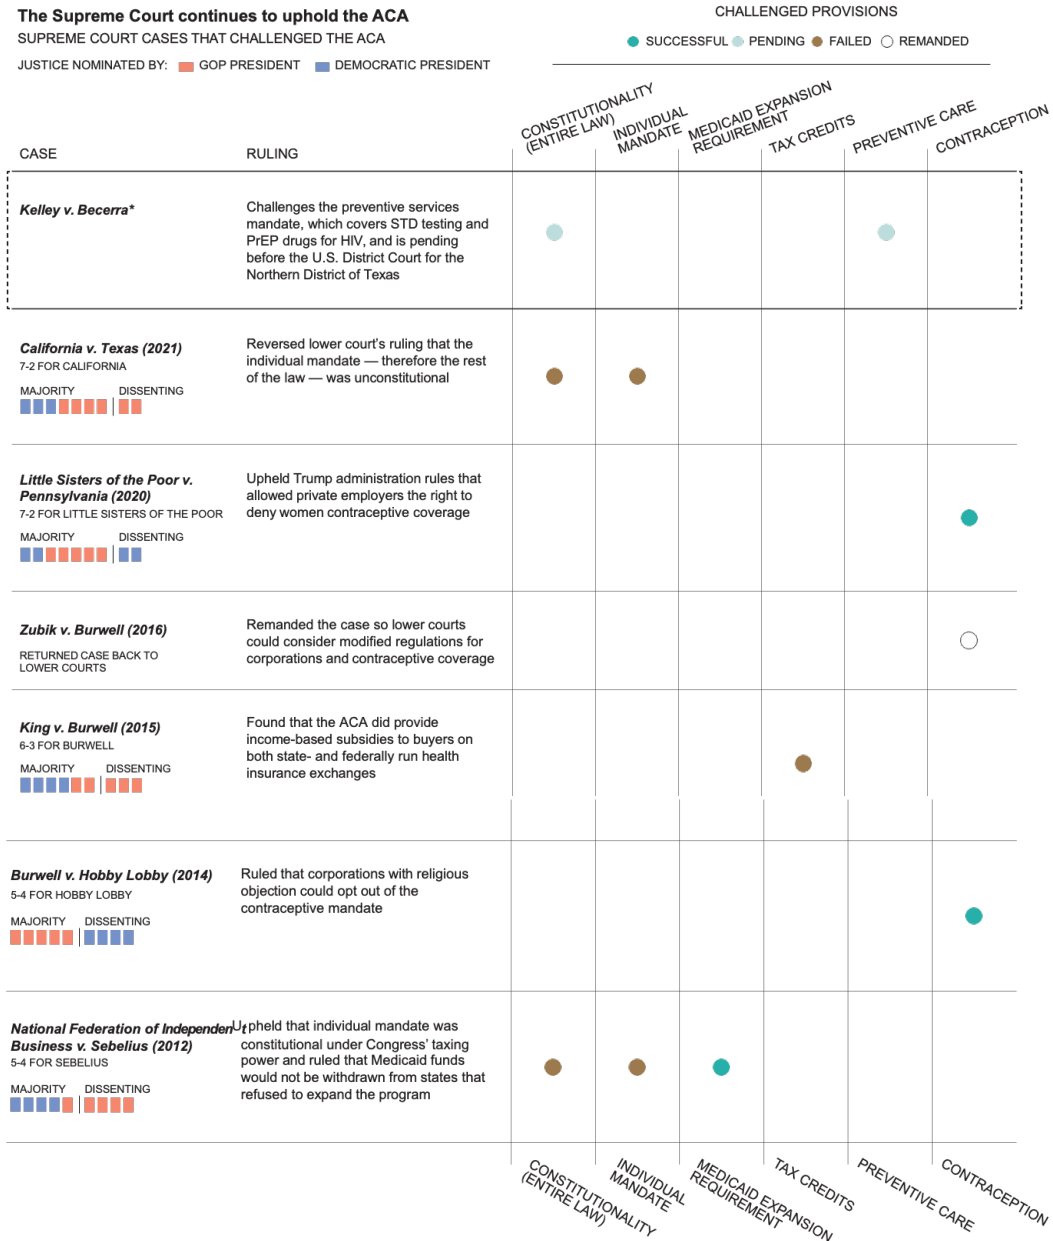 The Supreme Court continues to uphold the ACA
SUPREME COURT CASES THAT CHALLENGED THE ACA
JUSTICE NOMINATED BY: GOP PRESIDENT DEMOCRATIC PRESIDENT
CHALLENGED PROVISIONS
SUCCESSFUL PENDING FAILED REMANDED
CASE
RULING
CONSTITUTIONALITY
(ENTIRE LAW)
INDIVIDUAL
MANDATE
MEDICAID EXPANSION
REQUIREMENT
TAX CREDITS
PREVENTIVE CARE
CONTRACEPTION
Kelley v. Becerra*
Challenges the preventive services
mandate, which covers STD testing and
PrEP drugs for HIV, and is pending
before the U.S. District Court for the
Northern District of Texas
California v. Texas (2021)
7-2 FOR CALIFORNIA
MAJORITY DISSENTING
Reversed lower court's ruling that the
individual mandate — therefore the rest
of the law — was unconstitutional
Little Sisters of the Poor v.
Pennsylvania (2020)
7-2 FOR LITTLE SISTERS OF THE POOR
MAJORITY DISSENTING
Upheld Trump administration rules that
allowed private employers the right to
deny women contraceptive coverage
Zubik v. Burwell (2016)
RETURNED CASE BACK TO
LOWER COURTS
Remanded the case so lower courts
could consider modified regulations for
corporations and contraceptive coverage
King v. Burwell (2015)
6-3 FOR BURWELL
MAJORITY DISSENTING
Found that the ACA did provide
income-based subsidies to buyers on
both state- and federally run health
insurance exchanges
Burwell v. Hobby Lobby (2014)
5-4 FOR HOBBY LOBBY
MAJORITY DISSENTING
Ruled that corporations with religious
objection could opt out of the
contraceptive mandate
National Federation of Independent
Business v. Sebelius (2012)
5-4 FOR SEBELIUS
MAJORITY DISSENTING
Upheld that individual mandate was
constitutional under Congress' taxing
power and ruled that Medicaid funds
would not be withdrawn from states that
refused to expand the program
CONSTITUTIONALITY
(ENTIRE LAW)
INDIVIDUAL
MANDATE
MEDICAID EXPANSION
REQUIREMENT
TAX CREDITS
PREVENTIVE CARE
CONTRACEPTION